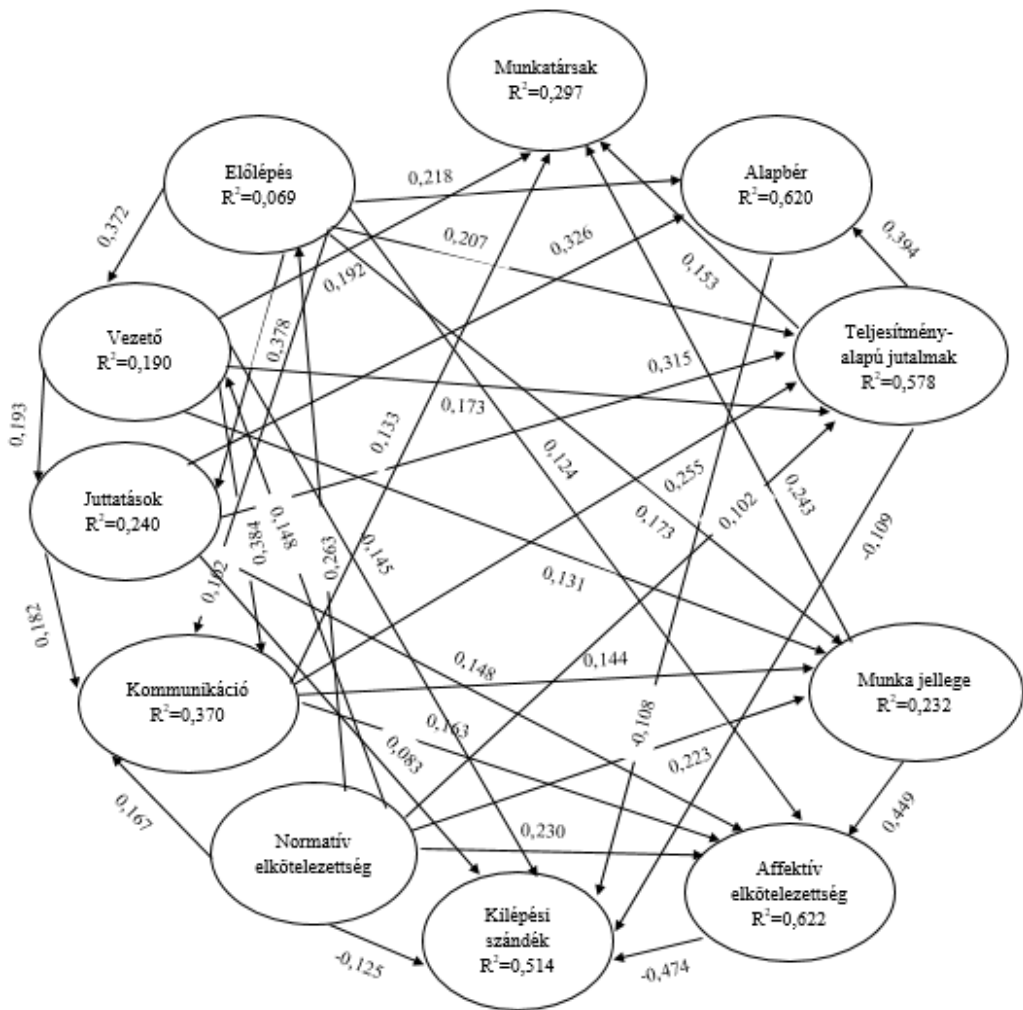 Munkatársak
R²=0,297
Előlépés
R²=0,069
Alapbér
R²=0,620
0,218
0,372
0,207
0,326
0,394
0,192
0,153
Vezető
R²=0,190
Teljesítmény-
alapú jutalmak
R²=0,578
0,378
0,315
0,193
0,173
0,133
Juttatások
R²=0,240
0,124
0,255
0,243
0,102
0,173
-0,109
0,384
0,148
0,263
0,145
0,131
0,182
0,148
0,144
Kommunikáció
R²=0,370
Munka jellege
R²=0,232
0,163
-0,108
0,083
0,223
0,167
0,449
0,230
Normatív
elkötelezettség
Affektív
elkötelezettség
R²=0,622
Kilépési
szándék
R²=0,514
-0,125
-0,474